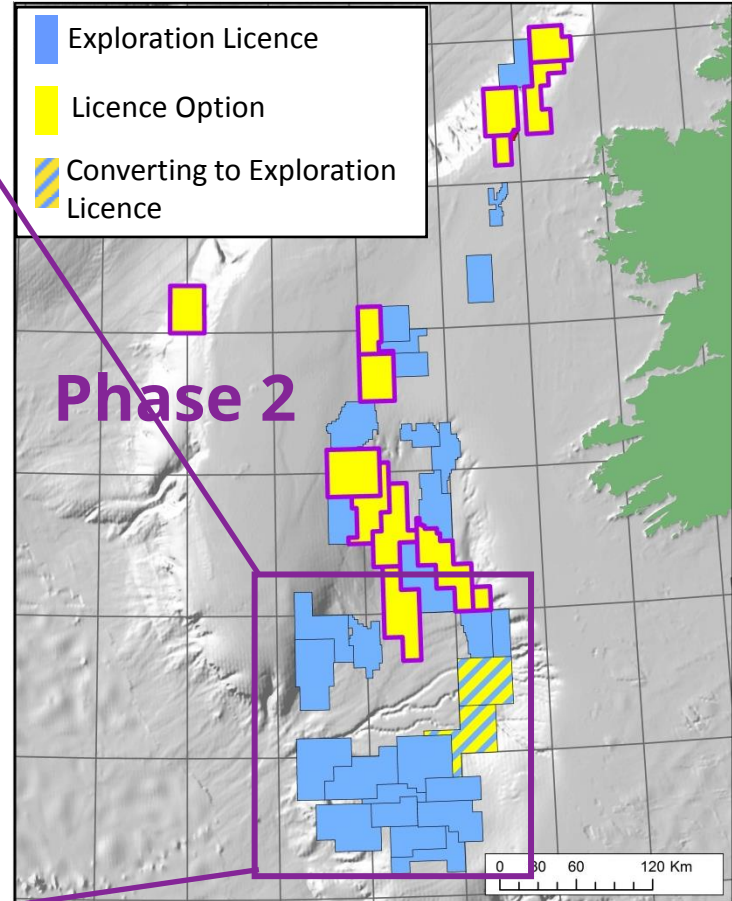 Exploration Licence
Licence Option
Converting to Exploration
Licence
Phase 2
0 30 60 120 Km